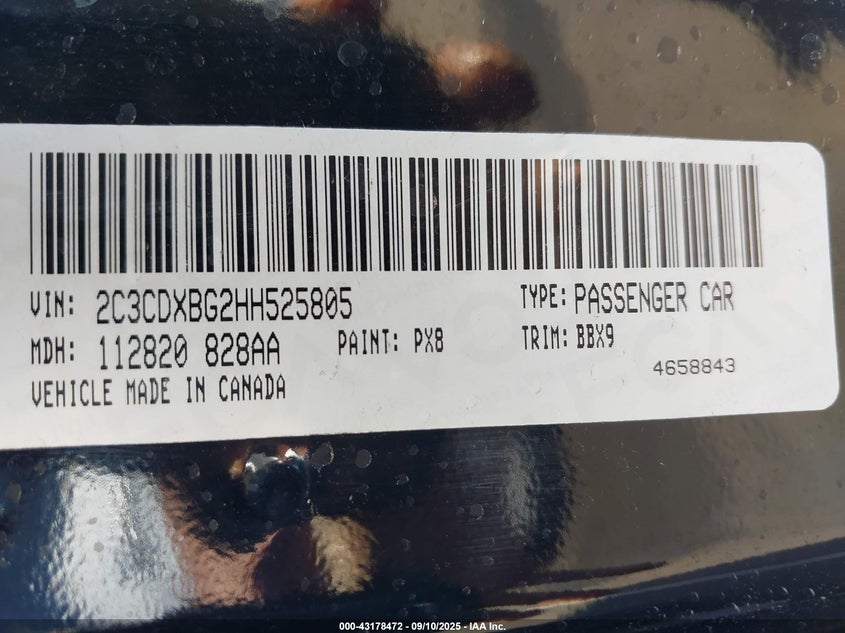 VIN: 2C3CDXBG2HH525805 TYPE: PASSENGER CAR
MDH: 112820 828AA PAINT: PX8 TRIM: BBX9
4658843
VEHICLE MADE IN CANADA
000-43178472 - 09/10/2025 - IAA Inc.